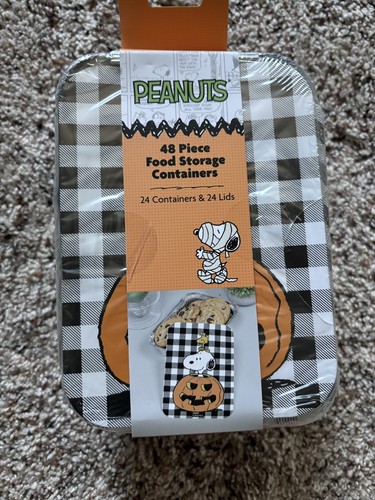 PEANUTS
48 Piece
Food Storage
Containers
24 Containers & 24 Lids